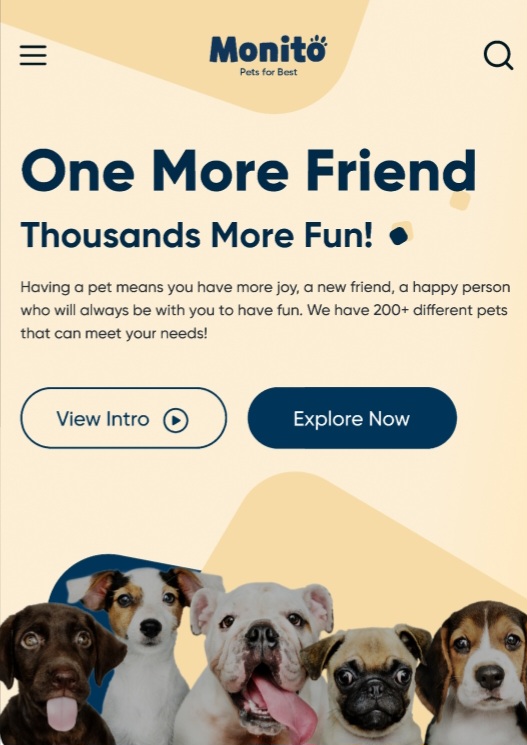 Monito
Pets for Best
One More Friend
Thousands More Fun!
Having a pet means you have more joy, a new friend, a happy person
who will always be with you to have fun. We have 200+ different pets
that can meet your needs!
View Intro
Explore Now